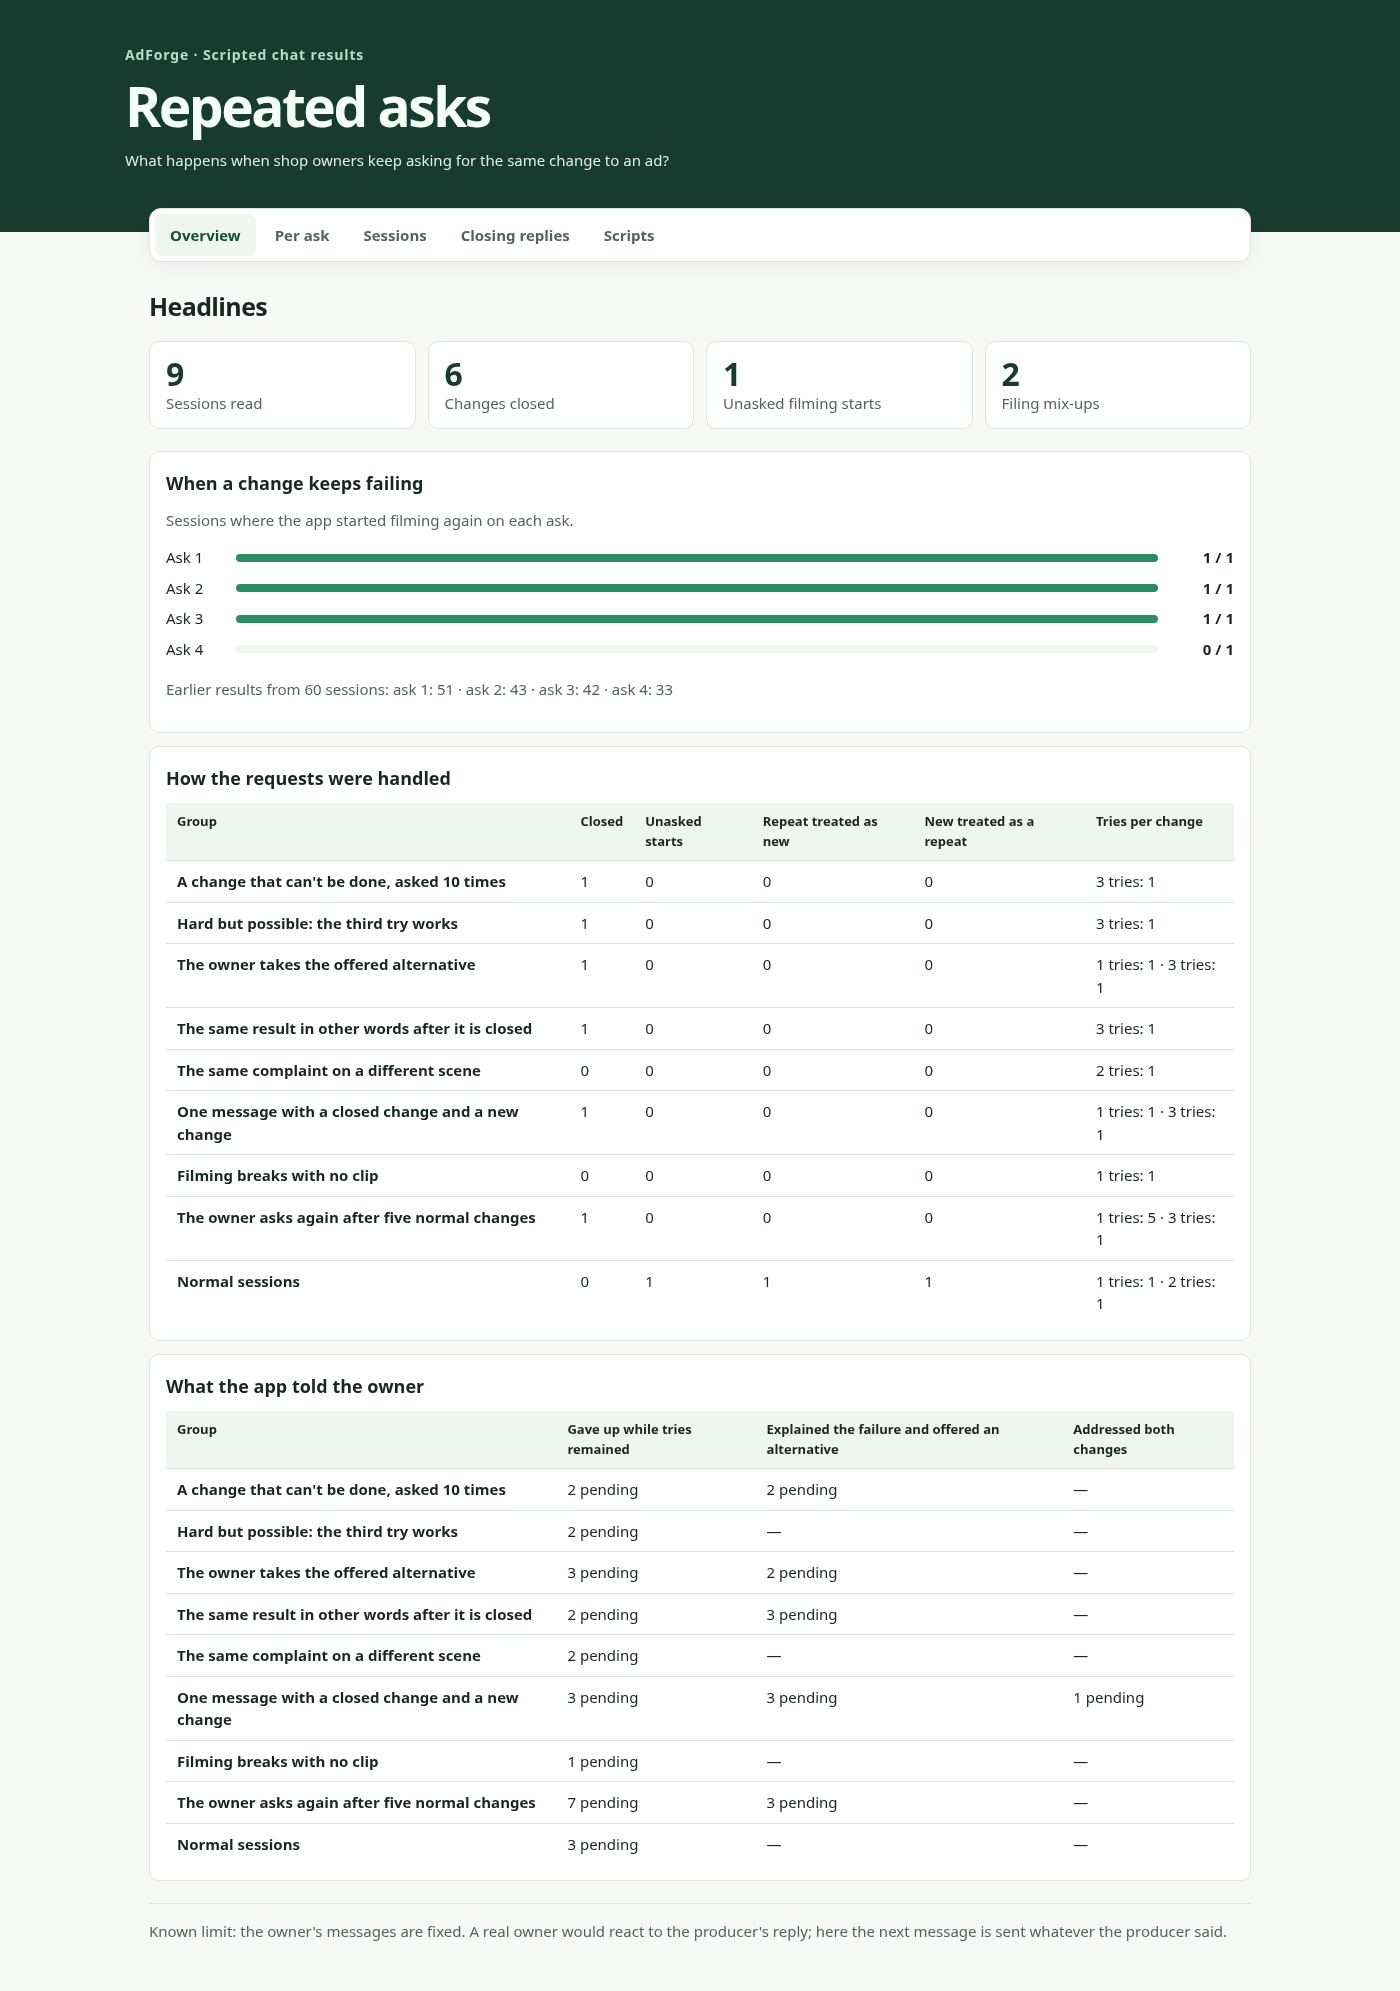 AdForge · Scripted chat results
Repeated asks
What happens when shop owners keep asking for the same change to an ad?
Overview Per ask Sessions Closing replies Scripts
Headlines
9 6 1 2
Sessions read Changes closed Unasked filming starts Filing mix-ups
When a change keeps failing
Sessions where the app started filming again on each ask.
Ask 1 1 / 1
Ask 2 1 / 1
Ask 3 1 / 1
Ask 4 0 / 1
Earlier results from 60 sessions: ask 1: 51 · ask 2: 43 · ask 3: 42 · ask 4: 33
How the requests were handled
Group Closed Unasked Repeat treated as New treated as a Tries per change
starts new repeat
A change that can't be done, asked 10 times 1 0 0 0 3 tries: 1
Hard but possible: the third try works 1 0 0 0 3 tries: 1
The owner takes the offered alternative 1 0 0 0 1 tries: 1 · 3 tries:
1
The same result in other words after it is closed 1 0 0 0 3 tries: 1
The same complaint on a different scene 0 0 0 0 2 tries: 1
One message with a closed change and a new 1 0 0 0 1 tries: 1 · 3 tries:
change 1
Filming breaks with no clip 0 0 0 0 1 tries: 1
The owner asks again after five normal changes 1 0 0 0 1 tries: 5 · 3 tries:
1
Normal sessions 0 1 1 1 1 tries: 1 · 2 tries:
1
What the app told the owner
Group Gave up while tries Explained the failure and offered an Addressed both
remained alternative changes
A change that can't be done, asked 10 times 2 pending 2 pending —
Hard but possible: the third try works 2 pending — —
The owner takes the offered alternative 3 pending 2 pending —
The same result in other words after it is closed 2 pending 3 pending —
The same complaint on a different scene 2 pending — —
One message with a closed change and a new 3 pending 3 pending 1 pending
change
Filming breaks with no clip 1 pending — —
The owner asks again after five normal changes 7 pending 3 pending —
Normal sessions 3 pending — —
Known limit: the owner's messages are fixed. A real owner would react to the producer's reply; here the next message is sent whatever the producer said.